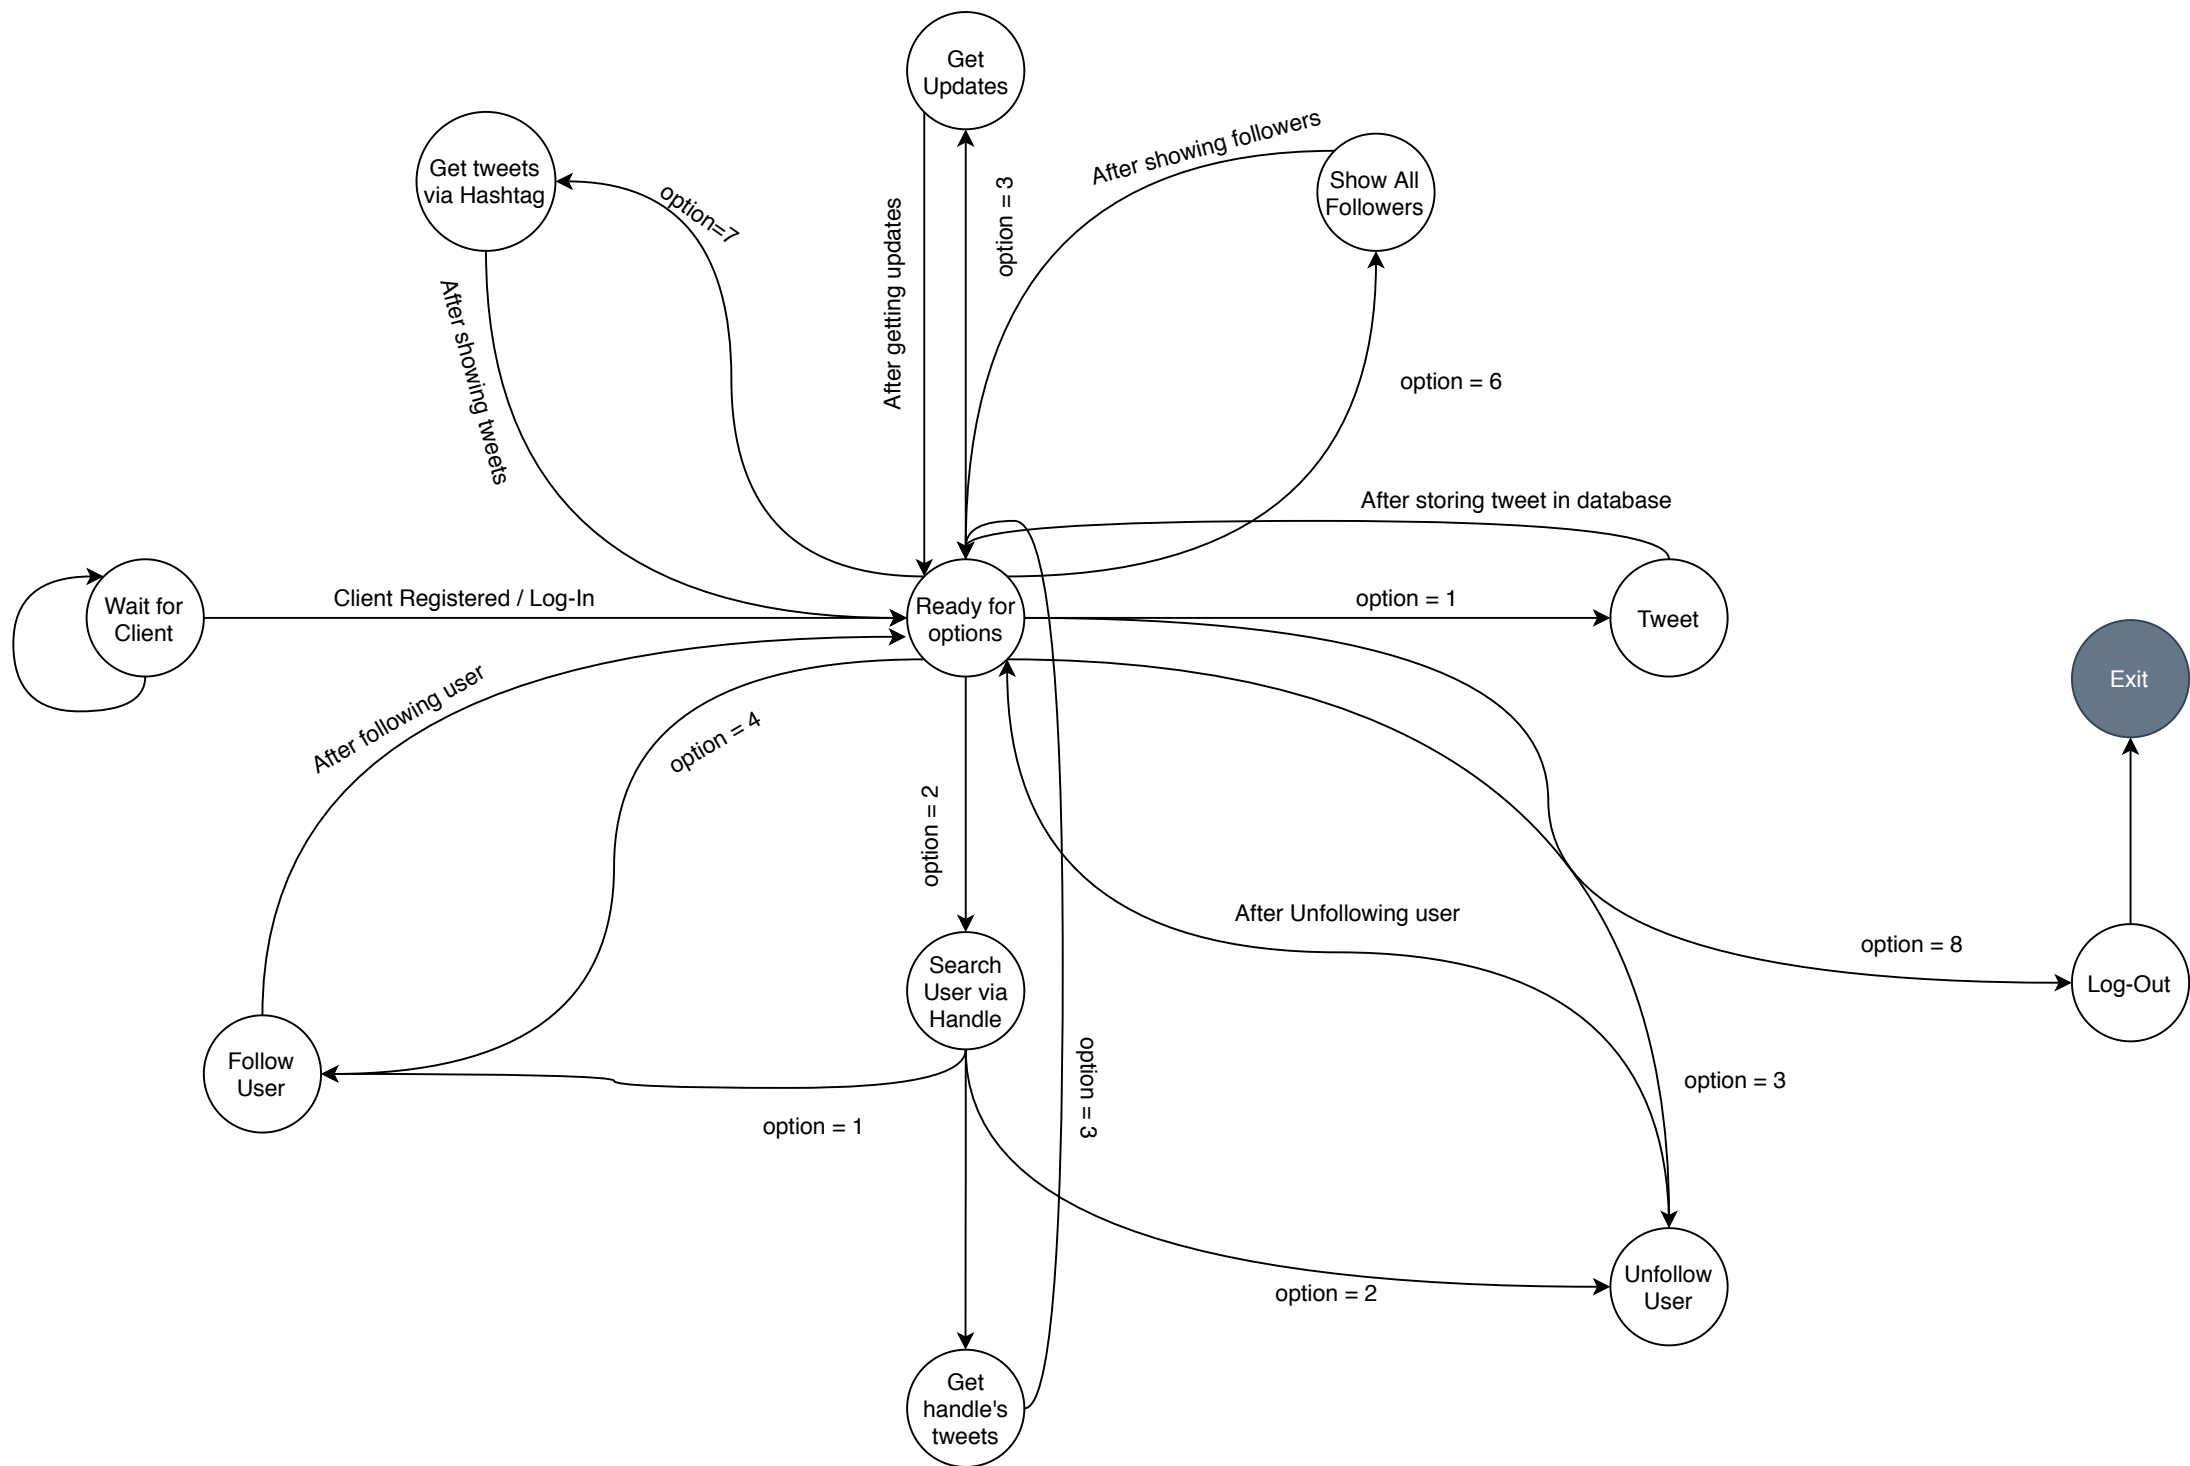 Get
Updates
After showing followers
Get tweets
via Hashtag
option=7
option = 3
Show All
Followers
After getting updates
After showing tweets
option = 6
After storing tweet in database
Wait for
Client
Client Registered / Log-In
Ready for
options
option = 1
Tweet
Exit
After following user
option = 4
option = 2
After Unfollowing user
option = 8
Log-Out
Search
User via
Handle
Follow
User
option = 3
option = 3
option = 1
option = 2
Unfollow
User
Get
handle's
tweets